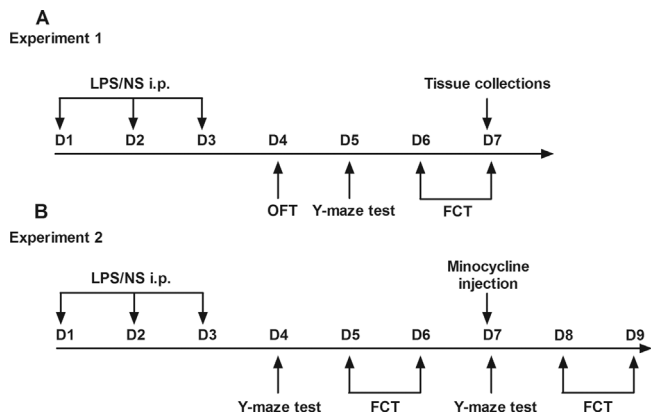 A
Experiment 1
LPS/NS i.p.
Tissue collections
D1 D2 D3 D4 D5 D6 D7
OFT Y-maze test FCT
B
Experiment 2
LPS/NS i.p.
Minocycline
injection
D1 D2 D3 D4 D5 D6 D7 D8 D9
Y-maze test FCT Y-maze test FCT